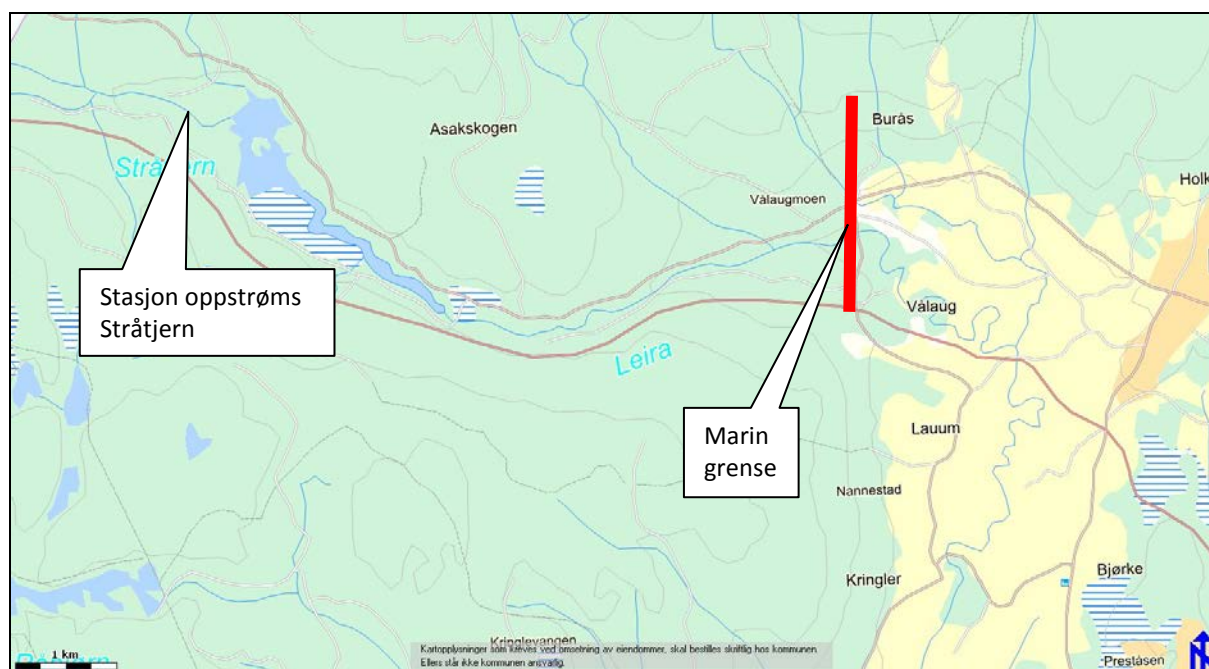 Asakskogen
Burås
Holk
Stråtjern
Vålaugmoen
Stasjon oppstrøms
Stråtjern
Vålaug
Leira
Marin
grense
Lauum
Nannestad
Kringler
Bjørke
Kringlevangen
1 km
Kartopplysninger som kreves ved omsetning av eiendommer, skal bestilles skriftlig hos kommunen.
Ellers står ikke kommunen ansvarlig.
Preståsen
N